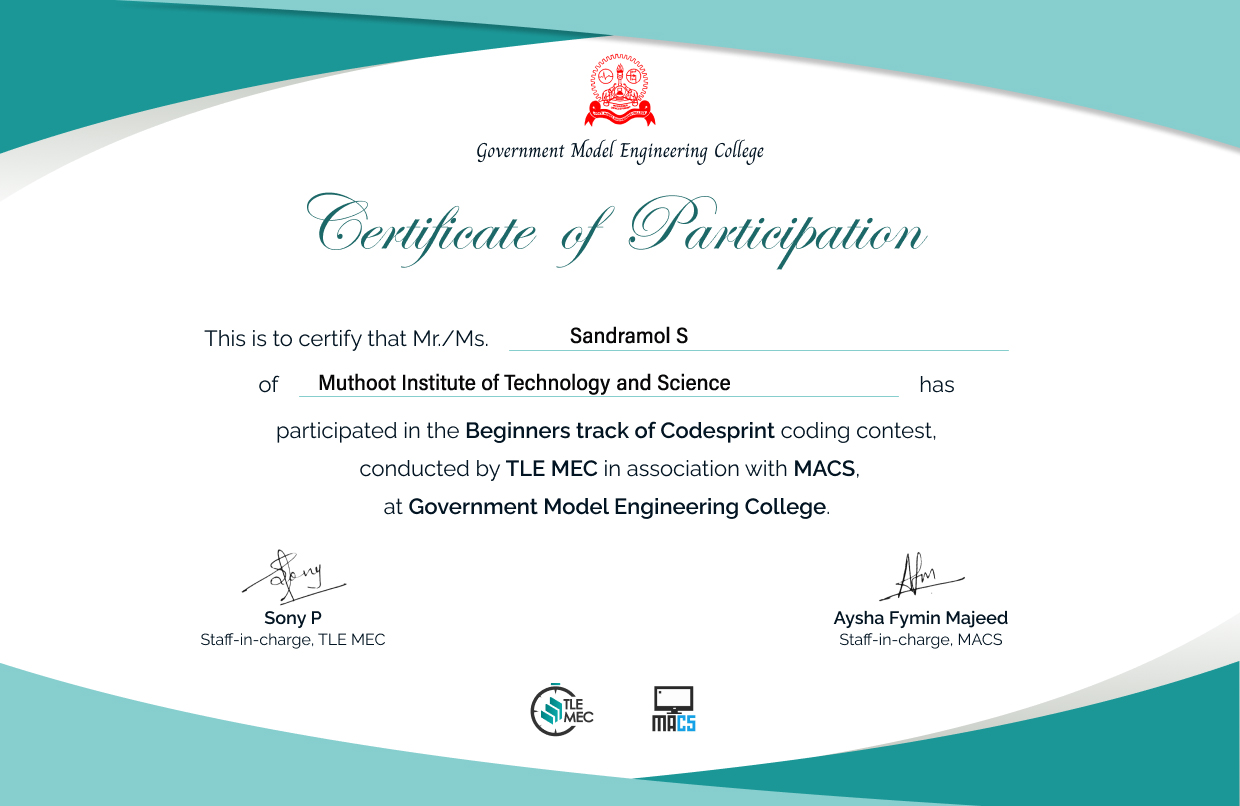 Government Model Engineering College
Certificate of Participation
This is to certify that Mr./Ms. Sandramol S
of Muthoot Institute of Technology and Science has
participated in the Beginners track of Codesprint coding contest,
conducted by TLE MEC in association with MACS,
at Government Model Engineering College.
Sony
Sony P
Staff-in-charge, TLE MEC
Aysha Fymin Majeed
Staff-in-charge, MACS
TLE
MEC
MACS